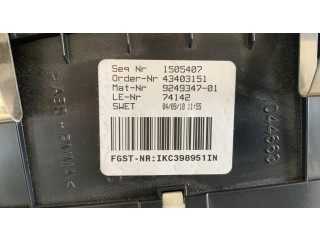 Seq Nr 1505407
Order-Nr 43403151
Mat-Nr 9249347-01
LE-Nr 74142
SWET 04/09/10 11:55
FGST-NR:IKC398951IN